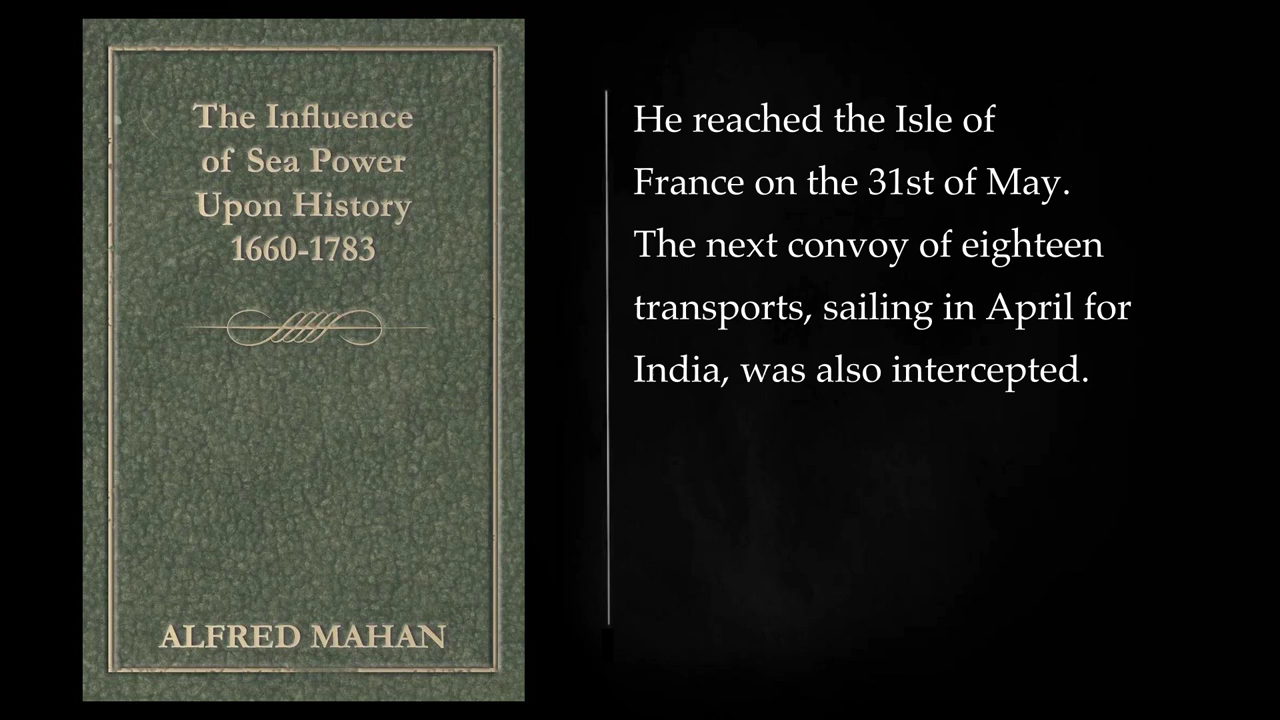 The Influence
of Sea Power
Upon History
1660-1783
ALFRED MAHAN
He reached the Isle of
France on the 31st of May.
The next convoy of eighteen
transports, sailing in April for
India, was also intercepted.